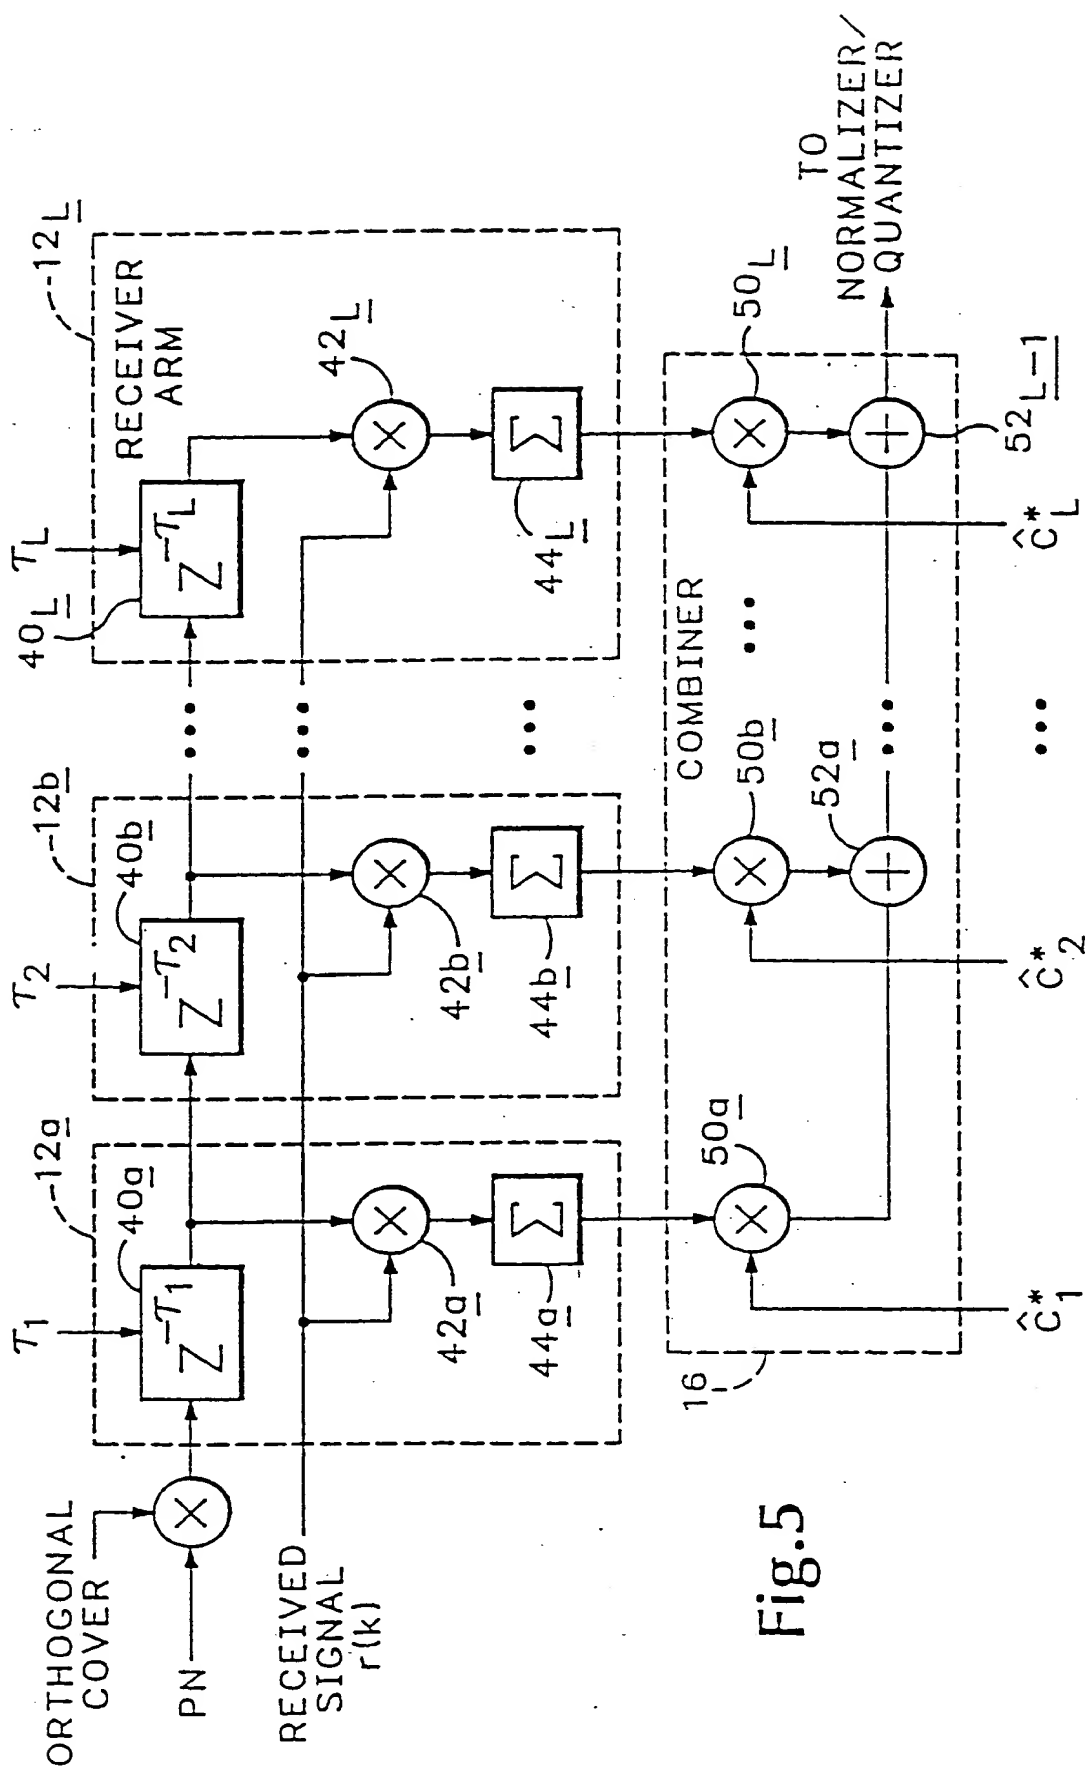 ORTHOGONAL
COVER
PN
RECEIVED
SIGNAL
r(k)
τ1
40a
Z^-τ1
12a
42a
44a
τ2
40b
Z^-τ2
12b
42b
44b
...
...
...
τL
40L
Z^-τL
12L
RECEIVER
ARM
42L
44L
16
COMBINER
50a
50b
52a
...
...
50L
52L-1
Ĉ*1
Ĉ*2
...
Ĉ*L
TO
NORMALIZER/
QUANTIZER
Σ
Σ
Σ
Fig.5